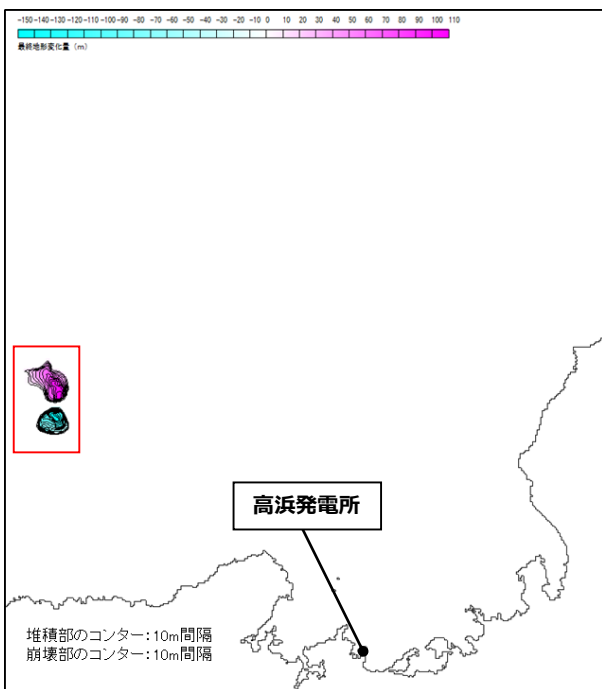 -150 -140 -130 -120 -110 -100 -90 -80 -70 -60 -50 -40 -30 -20 -10 0 10 20 30 40 50 60 70 80 90 100 110
最終地形変化量 (m)
高浜発電所
堆積部のコンター：10m間隔
崩壊部のコンター：10m間隔